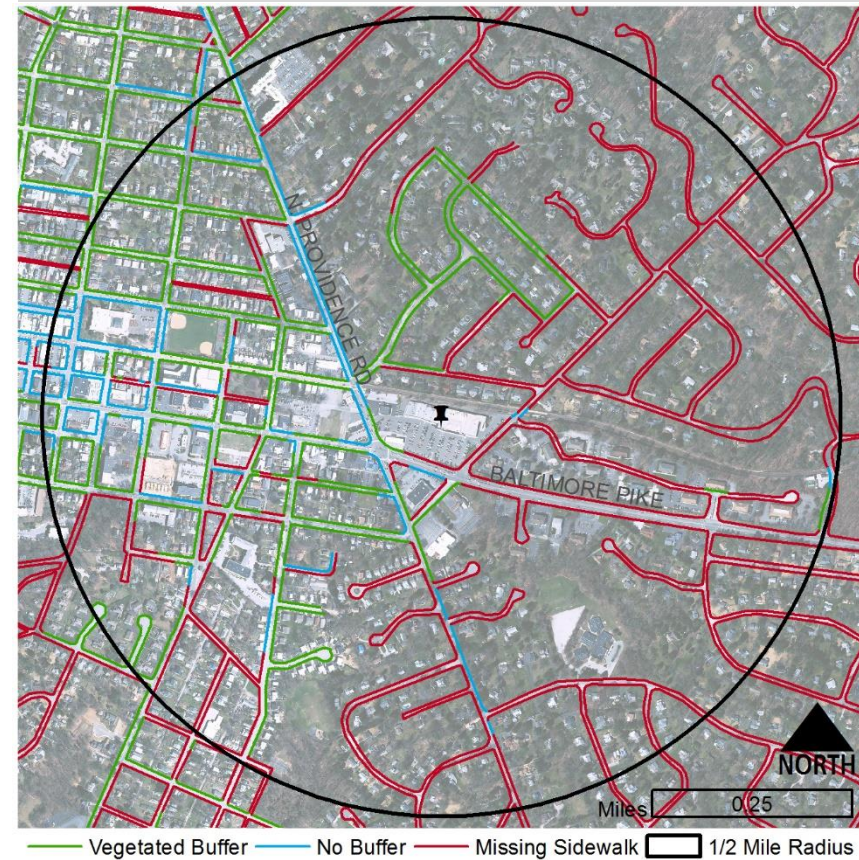 N. PROVIDENCE RD
BALTIMORE PIKE
NORTH
Miles 0.25
Vegetated Buffer No Buffer Missing Sidewalk 1/2 Mile Radius